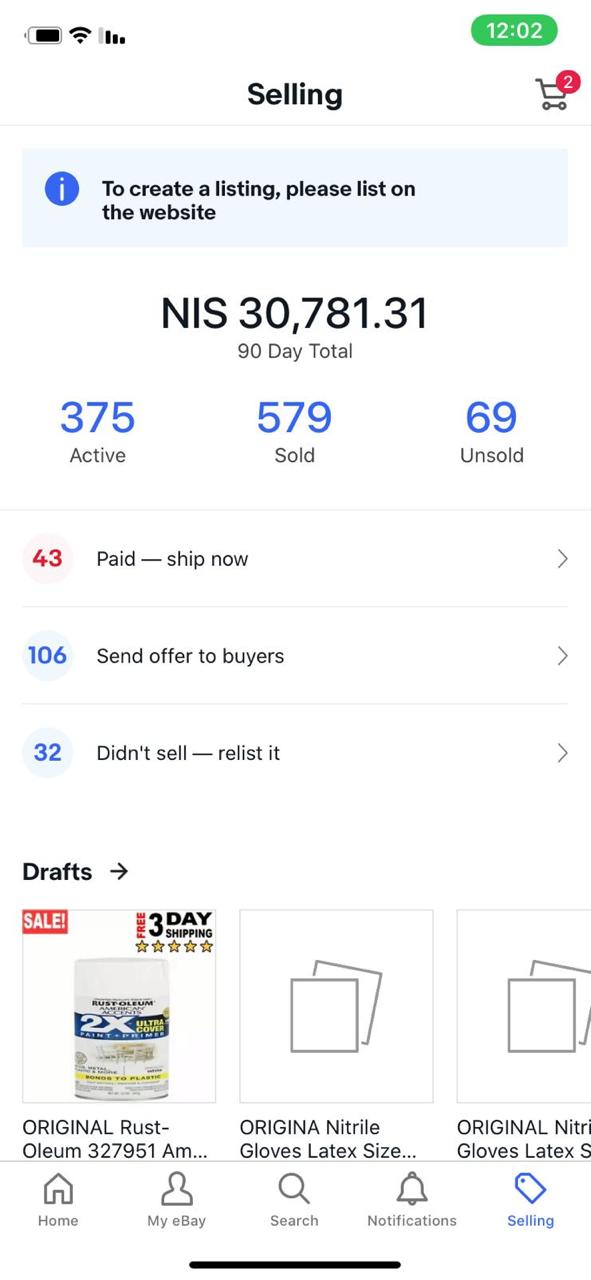 12:02
Selling
2
To create a listing, please list on
the website
NIS 30,781.31
90 Day Total
375
579
69
Active
Sold
Unsold
43
Paid — ship now
106
Send offer to buyers
32
Didn't sell — relist it
Drafts →
SALE!
FREE
3 DAY
SHIPPING
RUST-OLEUM
AMERICAN
ACCENTS
2X
ULTRA
COVER
PAINT+PRIMER
BONDS TO PLASTIC
ORIGINAL Rust-
Oleum 327951 Am...
ORIGINA Nitrile
Gloves Latex Size...
ORIGINAL Nitri
Gloves Latex S
Home
My eBay
Search
Notifications
Selling